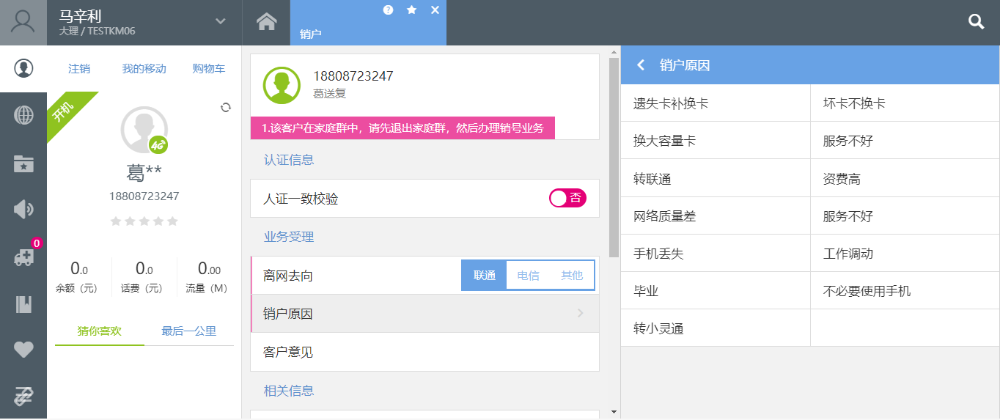 马辛利
大理 / TESTKM06
销户
注销 我的移动 购物车
开机
4G
葛**
18808723247
0
0.0 0.0 0.00
余额（元） 话费（元） 流量（M）
猜你喜欢 最后一公里
18808723247
葛送复
1.该客户在家庭群中，请先退出家庭群，然后办理销号业务
认证信息
人证一致校验 否
业务受理
离网去向 联通 电信 其他
销户原因
客户意见
相关信息
销户原因
遗失卡补换卡 坏卡不换卡
换大容量卡 服务不好
转联通 资费高
网络质量差 服务不好
手机丢失 工作调动
毕业 不必要使用手机
转小灵通